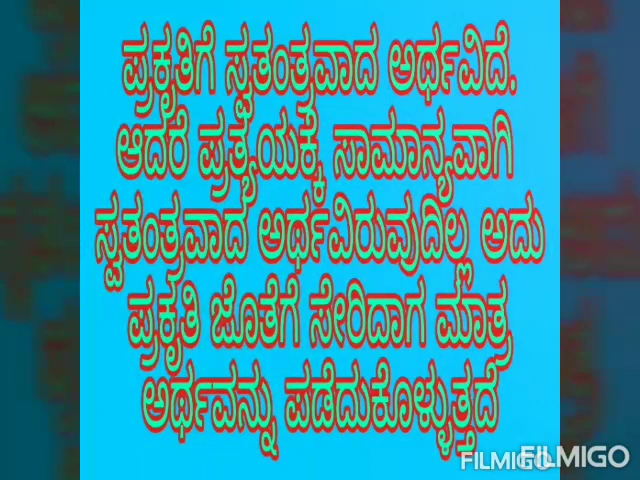 ಪ್ರಕೃತಿಗೆ ಸ್ವತಂತ್ರವಾದ ಅರ್ಥವಿದೆ.
ಆದರೆ ಪ್ರತ್ಯಯಕ್ಕೆ ಸಾಮಾನ್ಯವಾಗಿ
ಸ್ವತಂತ್ರವಾದ ಅರ್ಥವಿರುವುದಿಲ್ಲ ಅದು
ಪ್ರಕೃತಿ ಜೊತೆಗೆ ಸೇರಿದಾಗ ಮಾತ್ರ
ಅರ್ಥವನ್ನು ಪಡೆದುಕೊಳ್ಳುತ್ತದೆ
FILMIGO FILMIGO